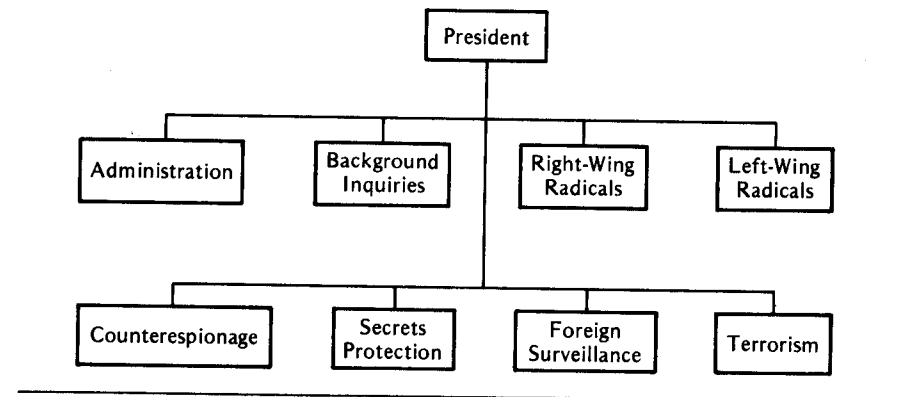 President
Administration
Background
Inquiries
Right-Wing
Radicals
Left-Wing
Radicals
Counterespionage
Secrets
Protection
Foreign
Surveillance
Terrorism